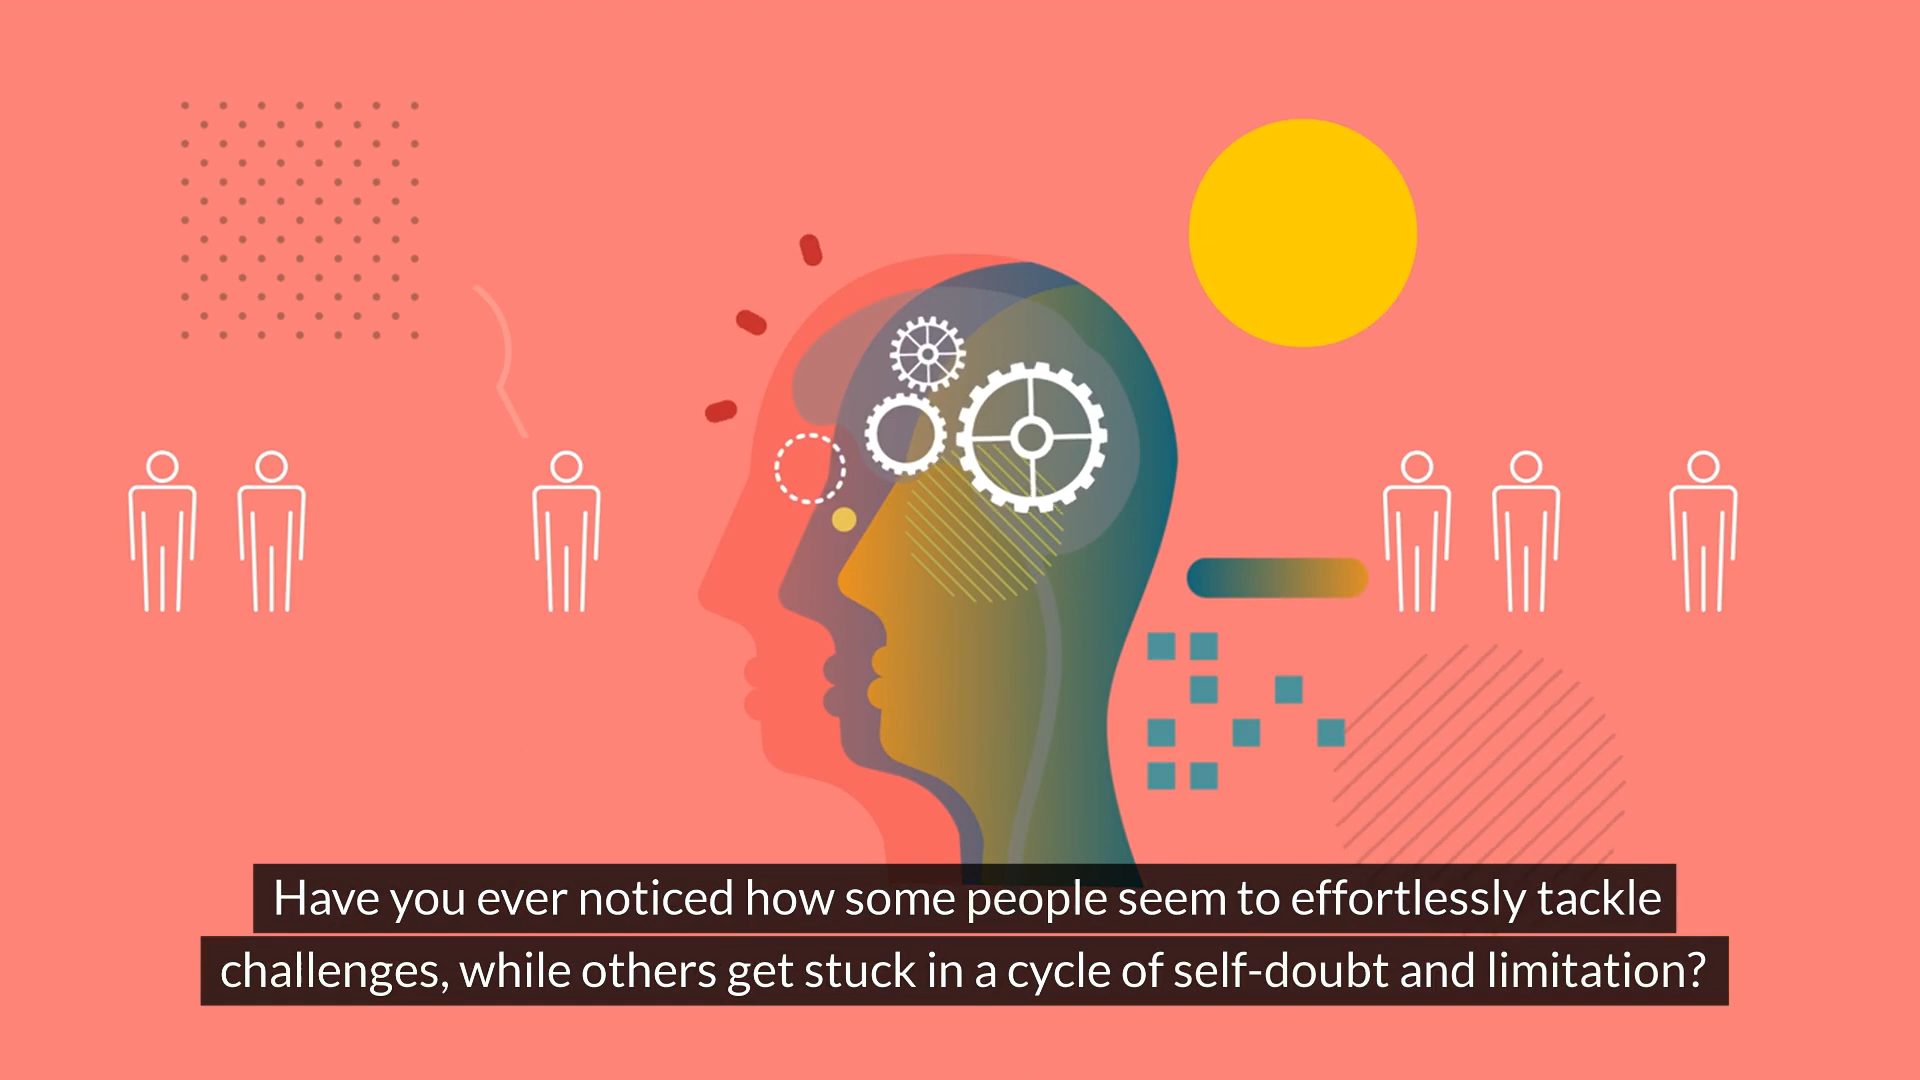 Have you ever noticed how some people seem to effortlessly tackle
challenges, while others get stuck in a cycle of self-doubt and limitation?